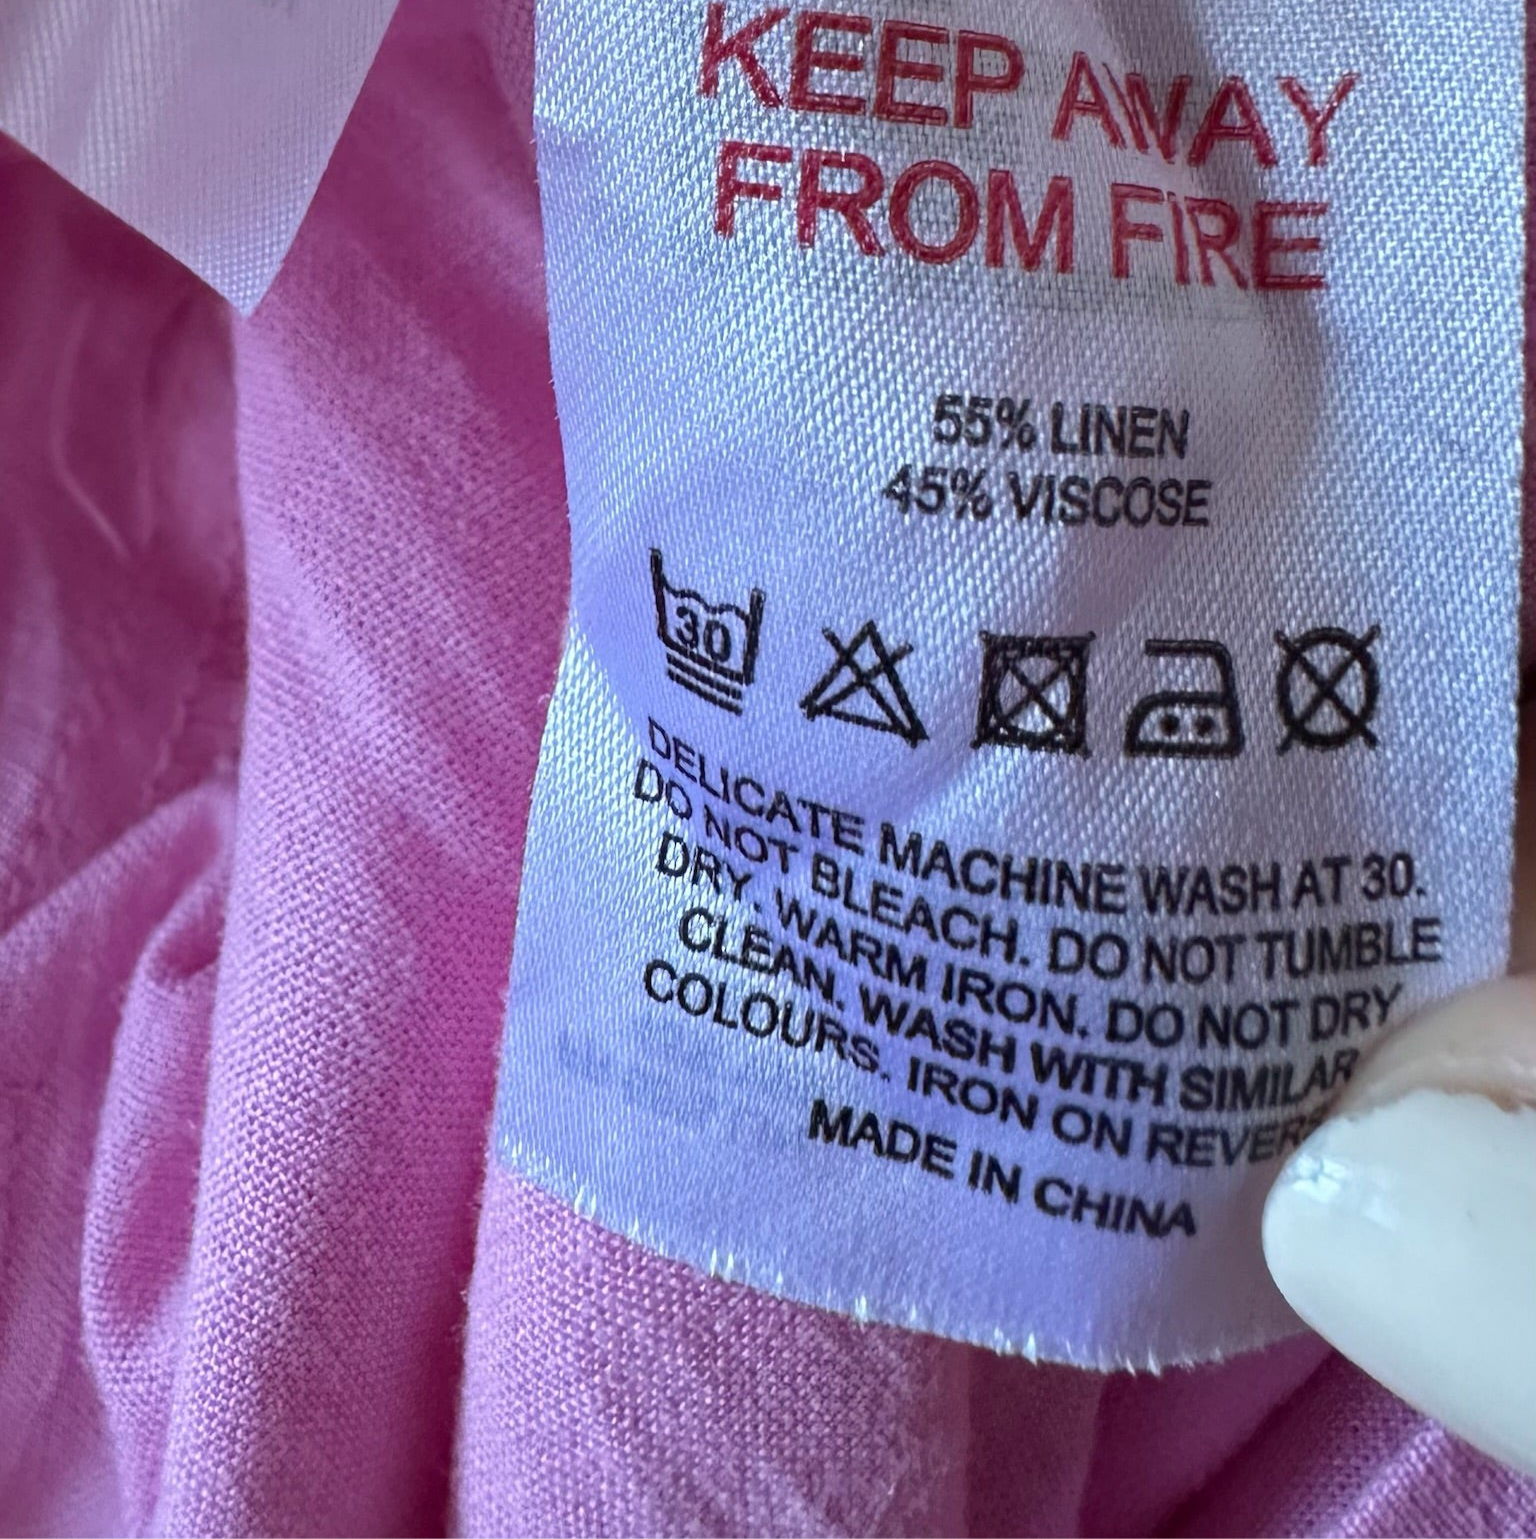 KEEP AWAY
FROM FIRE
55% LINEN
45% VISCOSE
30
DELICATE MACHINE WASH AT 30.
DO NOT BLEACH. DO NOT TUMBLE
DRY. WARM IRON. DO NOT DRY
CLEAN. WASH WITH SIMILAR
COLOURS. IRON ON
MADE IN CHINA